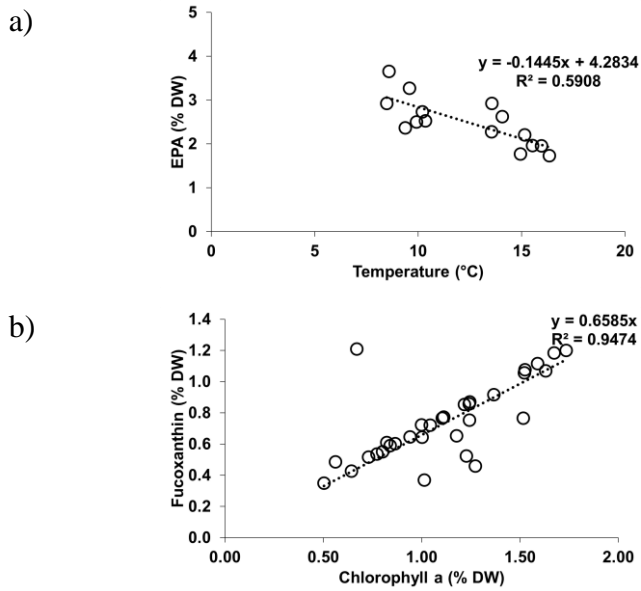 a)
y = -0.1445x + 4.2834
R² = 0.5908
EPA (% DW)
5
4
3
2
1
0
0 5 10 15 20
Temperature (°C)
b)
y = 0.6585x
R² = 0.9474
Fucoxanthin (% DW)
1.4
1.2
1.0
0.8
0.6
0.4
0.2
0.0
0.00 0.50 1.00 1.50 2.00
Chlorophyll a (% DW)